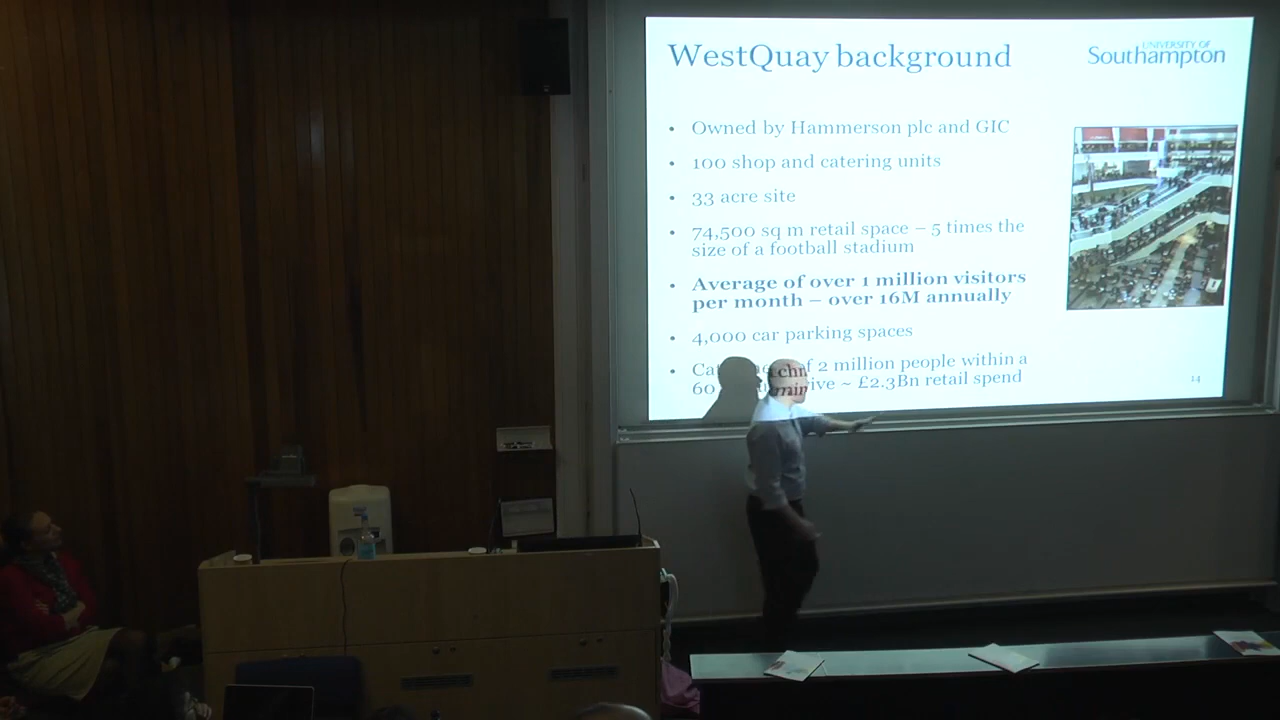 WestQuay background
UNIVERSITY OF
Southampton
• Owned by Hammerson plc and GIC
• 100 shop and catering units
• 33 acre site
• 74,500 sq m retail space – 5 times the
size of a football stadium
• Average of over 1 million visitors
per month – over 16M annually
• 4,000 car parking spaces
• of 2 million people within a
60 ~ £2.3Bn retail spend
14